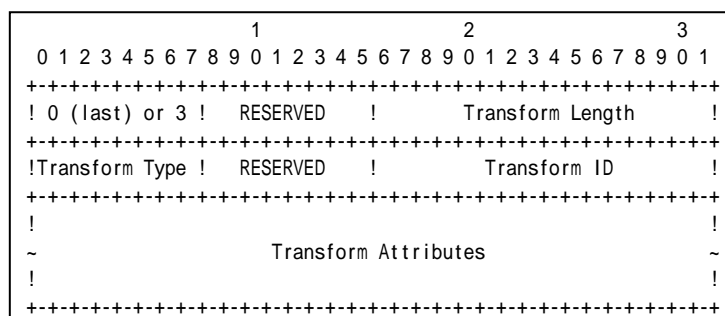 1                   2                   3
 0 1 2 3 4 5 6 7 8 9 0 1 2 3 4 5 6 7 8 9 0 1 2 3 4 5 6 7 8 9 0 1
+-+-+-+-+-+-+-+-+-+-+-+-+-+-+-+-+-+-+-+-+-+-+-+-+-+-+-+-+-+-+-+-+
! 0 (last) or 3 !   RESERVED    !        Transform Length       !
+-+-+-+-+-+-+-+-+-+-+-+-+-+-+-+-+-+-+-+-+-+-+-+-+-+-+-+-+-+-+-+-+
!Transform Type !   RESERVED    !          Transform ID         !
+-+-+-+-+-+-+-+-+-+-+-+-+-+-+-+-+-+-+-+-+-+-+-+-+-+-+-+-+-+-+-+-+
!                                                               !
~                      Transform Attributes                     ~
!                                                               !
+-+-+-+-+-+-+-+-+-+-+-+-+-+-+-+-+-+-+-+-+-+-+-+-+-+-+-+-+-+-+-+-+